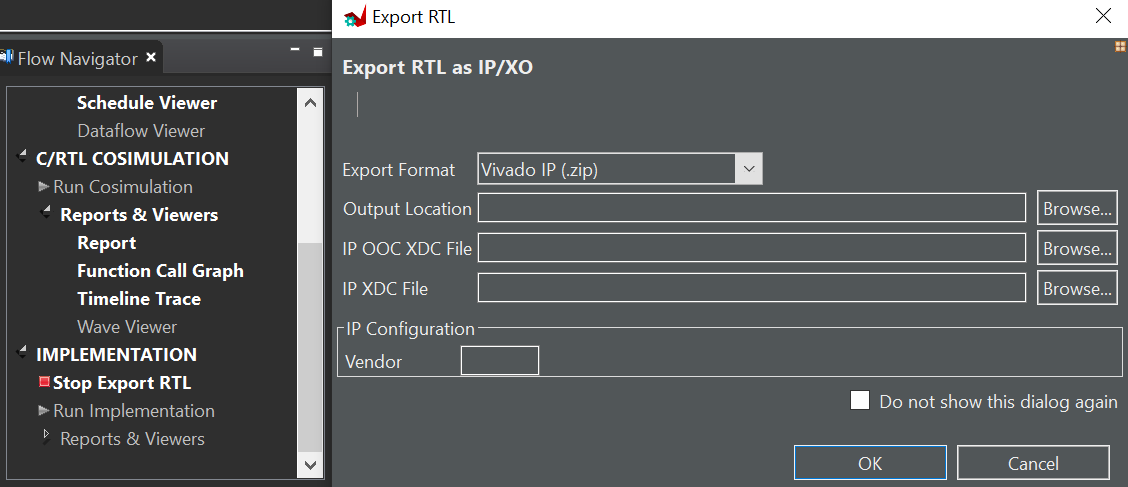 Flow Navigator
Schedule Viewer
Dataflow Viewer
C/RTL COSIMULATION
Run Cosimulation
Reports & Viewers
Report
Function Call Graph
Timeline Trace
Wave Viewer
IMPLEMENTATION
Stop Export RTL
Run Implementation
Reports & Viewers
Export RTL
Export RTL as IP/XO
Export Format Vivado IP (.zip)
Output Location Browse...
IP OOC XDC File Browse...
IP XDC File Browse...
IP Configuration
Vendor
Do not show this dialog again
OK Cancel